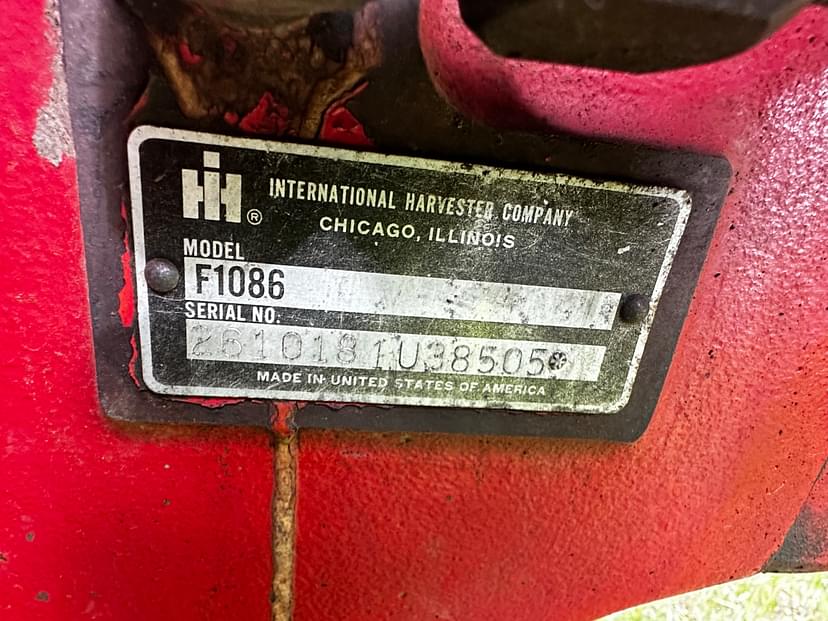 IH ® INTERNATIONAL HARVESTER COMPANY
CHICAGO, ILLINOIS
MODEL
F1086
SERIAL NO.
2610181U38505*
MADE IN UNITED STATES OF AMERICA